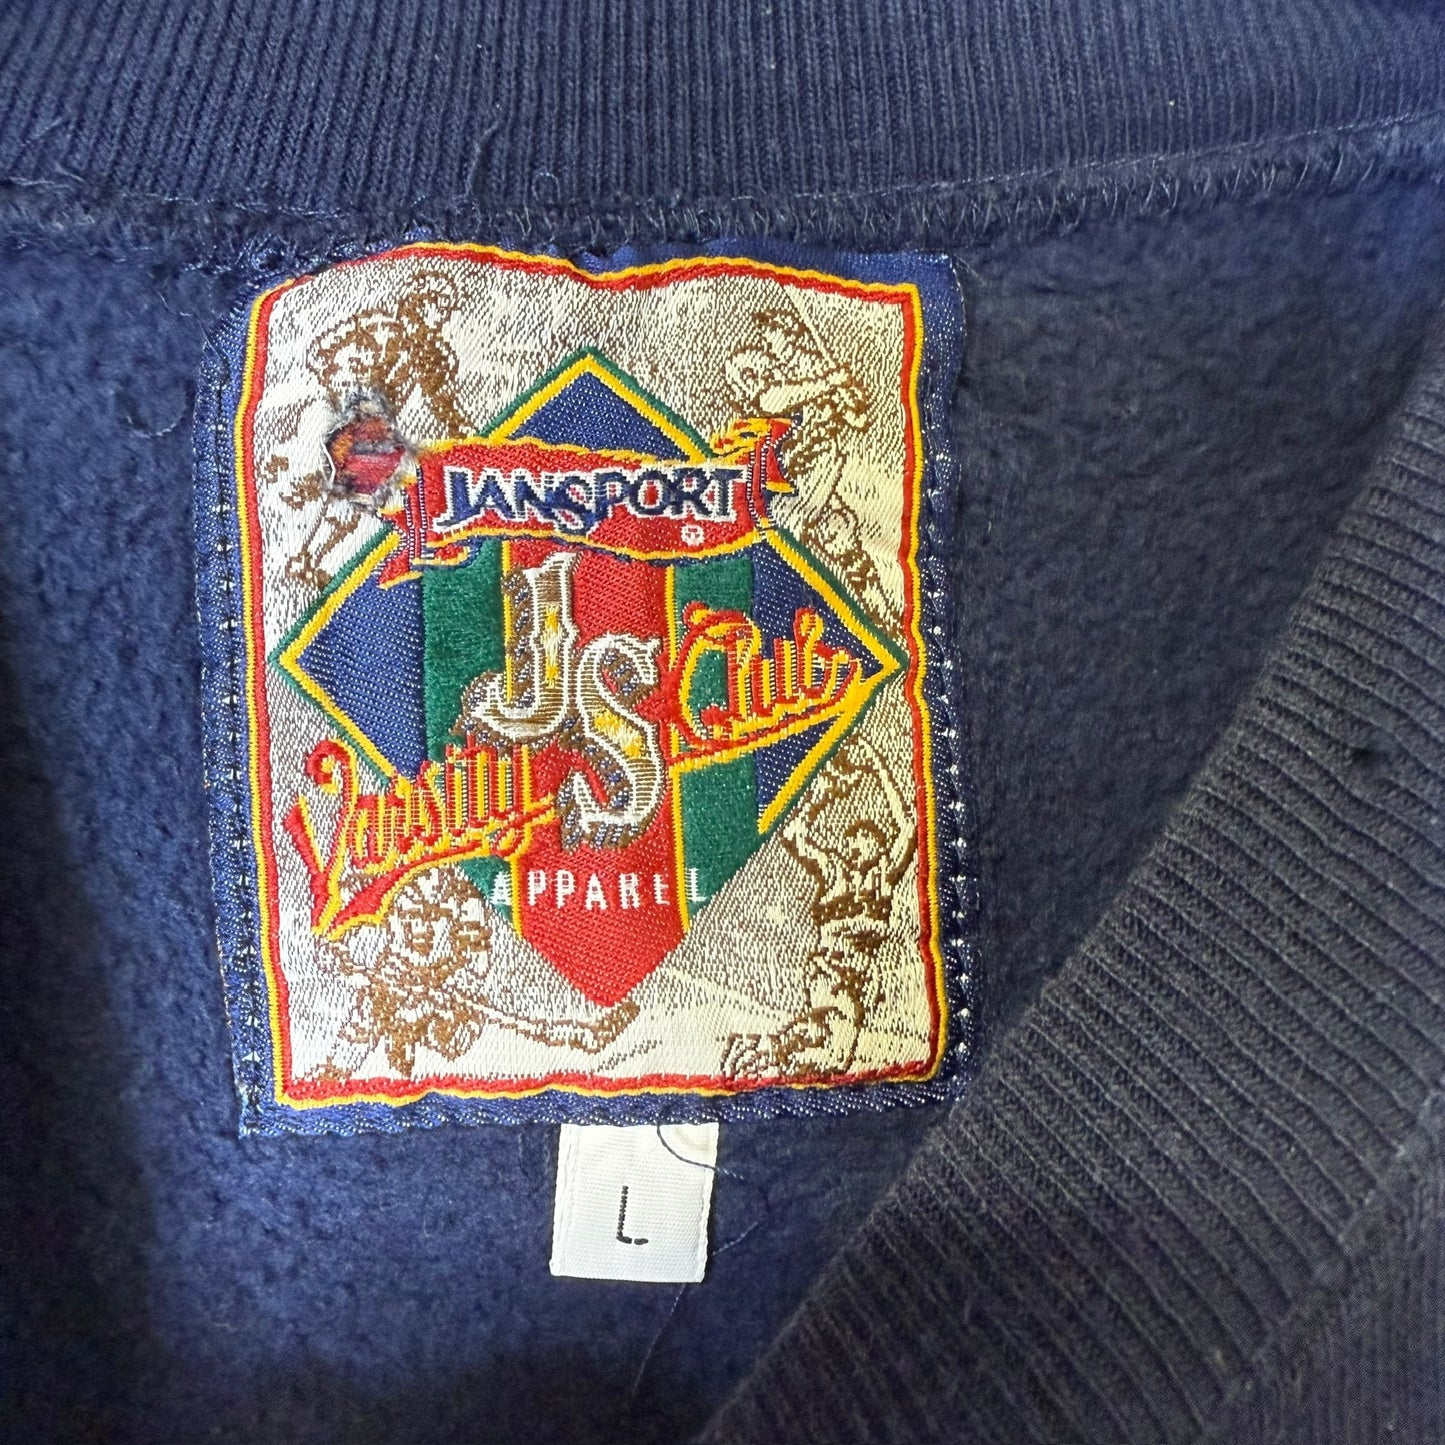 JANSPORT
®
JS
Varsity Club
APPAREL
L